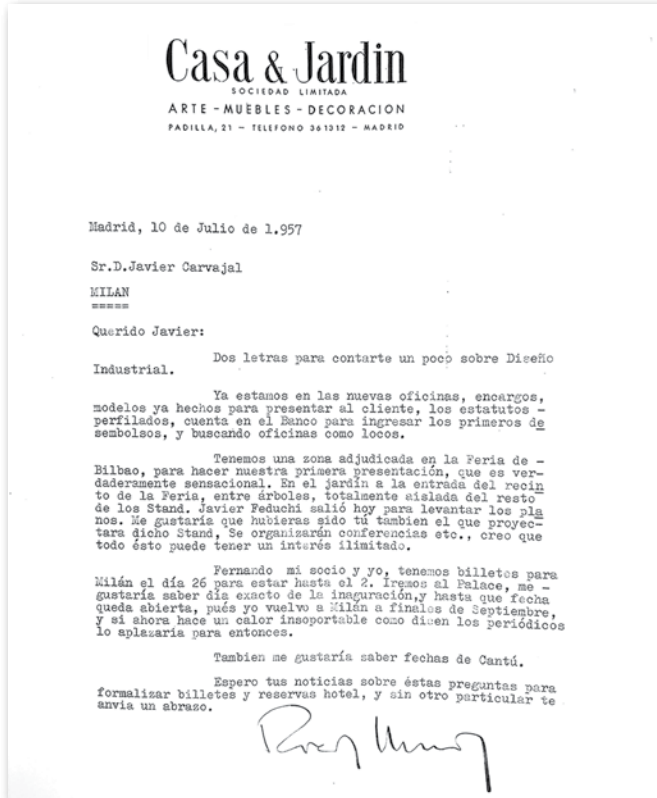 Casa & Jardin
SOCIEDAD LIMITADA
ARTE - MUEBLES - DECORACION
PADILLA, 21 - TELEFONO 361312 - MADRID
Madrid, 10 de Julio de 1.957
Sr.D.Javier Carvajal
MILAN
=====
Querido Javier:
Dos letras para contarte un poco sobre Diseño
Industrial.
Ya estamos en las nuevas oficinas, encargos,
modelos ya hechos para presentar al cliente, los estatutos -
perfilados, cuenta en el Banco para ingresar los primeros de
sembolsos, y buscando oficinas como locos.
Tenemos una zona adjudicada en la Feria de -
Bilbao, para hacer nuestra primera presentación, que es ver-
daderamente sensacional. En el jardín a la entrada del recin
to de la Feria, entre árboles, totalmente aislada del resto
de los Stand. Javier Feduchi salió hoy para levantar los pla
nos. Me gustaría que hubieras sido tú tambien el que proyec-
tara dicho Stand, Se organizarán conferencias etc., creo que
todo ésto puede tener un interés ilimitado.
Fernando mi socio y yo, tenemos billetes para
Milán el día 26 para estar hasta el 2. Iremos al Palace, me -
gustaría saber dia exacto de la inaguración,y hasta que fecha
queda abierta, pués yo vuelvo a Milán a finales de Septiembre,
y si ahora hace un calor insoportable como dicen los periódicos
lo aplazaría para entonces.
Tambien me gustaría saber fechas de Cantú.
Espero tus noticias sobre éstas preguntas para
formalizar billetes y reservas hotel, y sin otro particular te
anvia un abrazo.